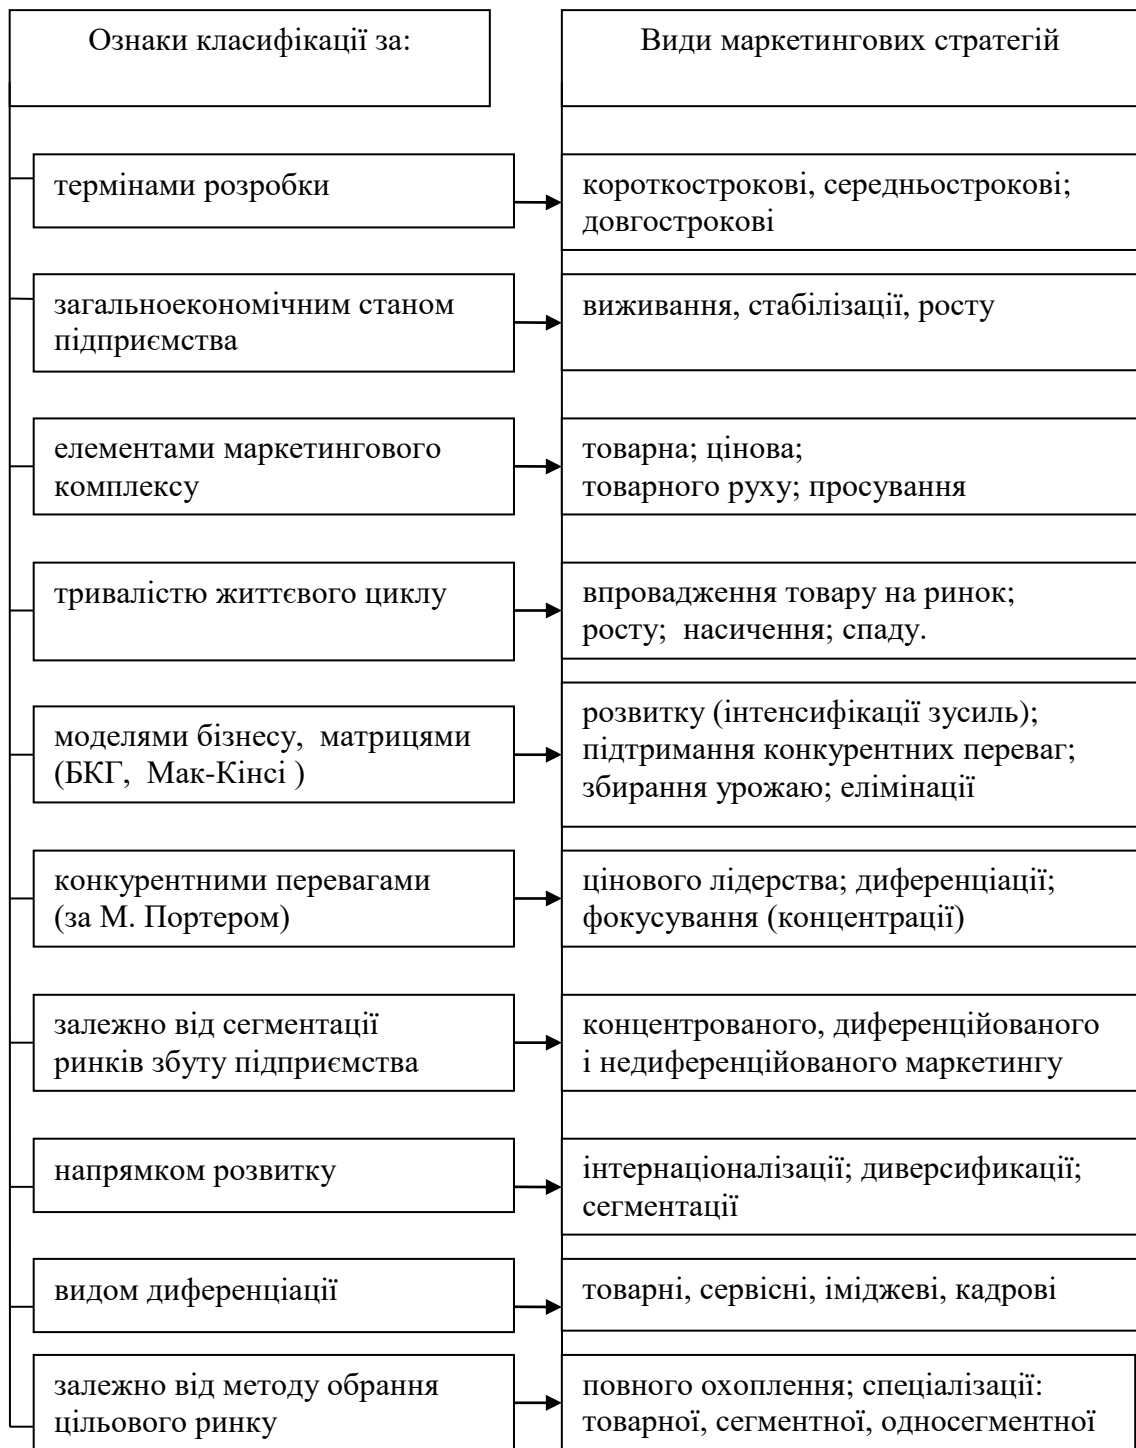 Ознаки класифікації за:
Види маркетингових стратегій
термінами розробки
короткострокові, середньострокові;
довгострокові
загальноекономічним станом
підприємства
виживання, стабілізації, росту
елементами маркетингового
комплексу
товарна; цінова;
товарного руху; просування
тривалістю життєвого циклу
впровадження товару на ринок;
росту; насичення; спаду.
моделями бізнесу, матрицями
(БКГ, Мак-Кінсі )
розвитку (інтенсифікації зусиль);
підтримання конкурентних переваг;
збирання урожаю; елімінації
конкурентними перевагами
(за М. Портером)
цінового лідерства; диференціації;
фокусування (концентрації)
залежно від сегментації
ринків збуту підприємства
концентрованого, диференційованого
і недиференційованого маркетингу
напрямком розвитку
інтернаціоналізації; диверсификації;
сегментації
видом диференціації
товарні, сервісні, іміджеві, кадрові
залежно від методу обрання
цільового ринку
повного охоплення; спеціалізації:
товарної, сегментної, односегментної